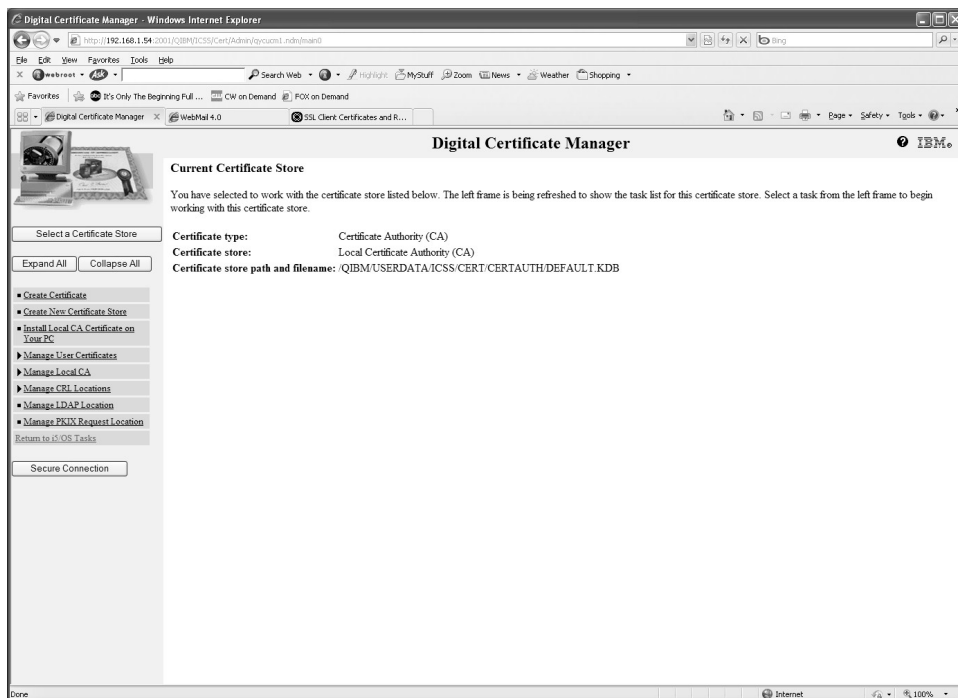 Digital Certificate Manager - Windows Internet Explorer
http://192.168.1.54:2001/QIBM/ICSS/Cert/Admin/qycucm1.ndm/main0
Bing
File Edit View Favorites Tools Help
webroot Ask Search Web Highlight MyStuff Zoom News Weather Shopping
Favorites It's Only The Beginning Full ... CW on Demand FOX on Demand
Digital Certificate Manager WebMail 4.0 SSL Client Certificates and R... Page Safety Tools
Digital Certificate Manager
IBM
Select a Certificate Store
Expand All Collapse All
Create Certificate
Create New Certificate Store
Install Local CA Certificate on
Your PC
Manage User Certificates
Manage Local CA
Manage CRL Locations
Manage LDAP Location
Manage PKIX Request Location
Return to i5/OS Tasks
Secure Connection
Current Certificate Store
You have selected to work with the certificate store listed below. The left frame is being refreshed to show the task list for this certificate store. Select a task from the left frame to begin
working with this certificate store.
Certificate type: Certificate Authority (CA)
Certificate store: Local Certificate Authority (CA)
Certificate store path and filename: /QIBM/USERDATA/ICSS/CERT/CERTAUTH/DEFAULT.KDB
Done Internet 100%